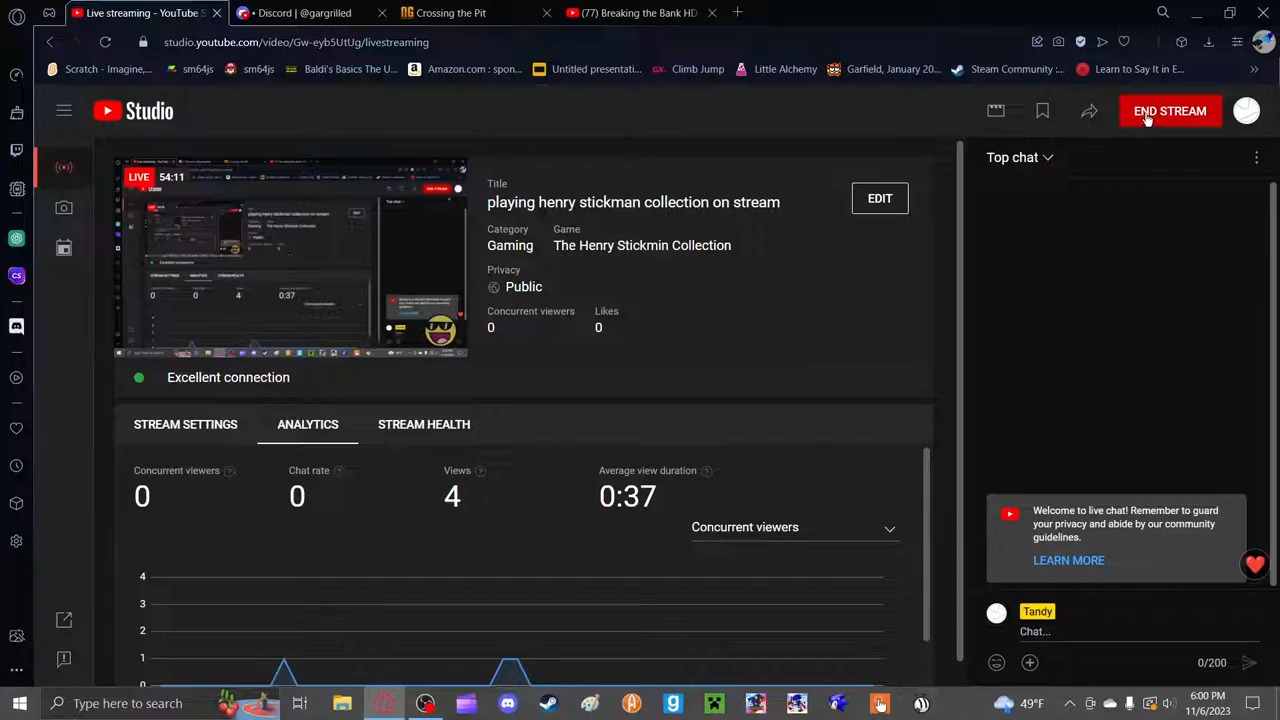 Live streaming - YouTube S
Discord | @gargrilled
Crossing the Pit
(77) Breaking the Bank HD
studio.youtube.com/video/Gw-eyb5UtUg/livestreaming
Scratch - Imagine,...
sm64js
sm64js
Baldi's Basics The U...
Amazon.com : spon...
Untitled presentati...
Climb Jump
Little Alchemy
Garfield, January 20...
Steam Community :...
Learn to Say It in E...
Studio
END STREAM
LIVE 54:11
Title
playing henry stickman collection on stream
EDIT
Category Game
Gaming The Henry Stickmin Collection
Privacy
Public
Concurrent viewers Likes
0 0
Excellent connection
STREAM SETTINGS ANALYTICS STREAM HEALTH
Concurrent viewers Chat rate Views Average view duration
0 0 4 0:37
Concurrent viewers
4
3
2
1
0
Top chat
Welcome to live chat! Remember to guard
your privacy and abide by our community
guidelines.
LEARN MORE
Tandy
Chat...
0/200
Type here to search
49°F
6:00 PM
11/6/2023